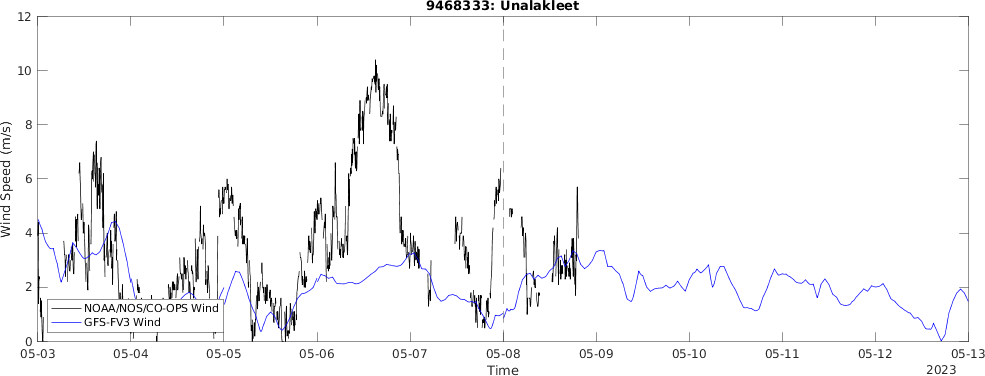 9468333: Unalakleet
12
10
8
6
4
2
0
Wind Speed (m/s)
NOAA/NOS/CO-OPS Wind
GFS-FV3 Wind
05-03 05-04 05-05 05-06 05-07 05-08 05-09 05-10 05-11 05-12 05-13
Time
2023